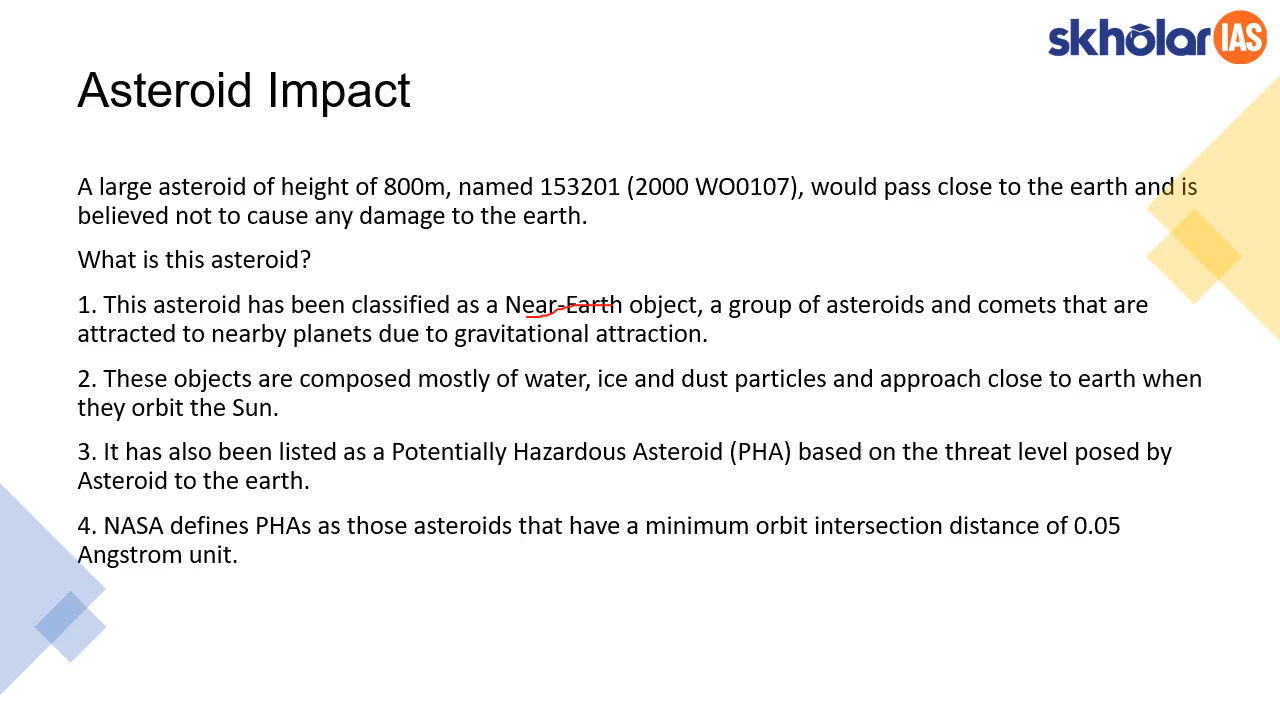 skholar IAS
Asteroid Impact
A large asteroid of height of 800m, named 153201 (2000 WO0107), would pass close to the earth and is
believed not to cause any damage to the earth.
What is this asteroid?
1. This asteroid has been classified as a Near-Earth object, a group of asteroids and comets that are
attracted to nearby planets due to gravitational attraction.
2. These objects are composed mostly of water, ice and dust particles and approach close to earth when
they orbit the Sun.
3. It has also been listed as a Potentially Hazardous Asteroid (PHA) based on the threat level posed by
Asteroid to the earth.
4. NASA defines PHAs as those asteroids that have a minimum orbit intersection distance of 0.05
Angstrom unit.